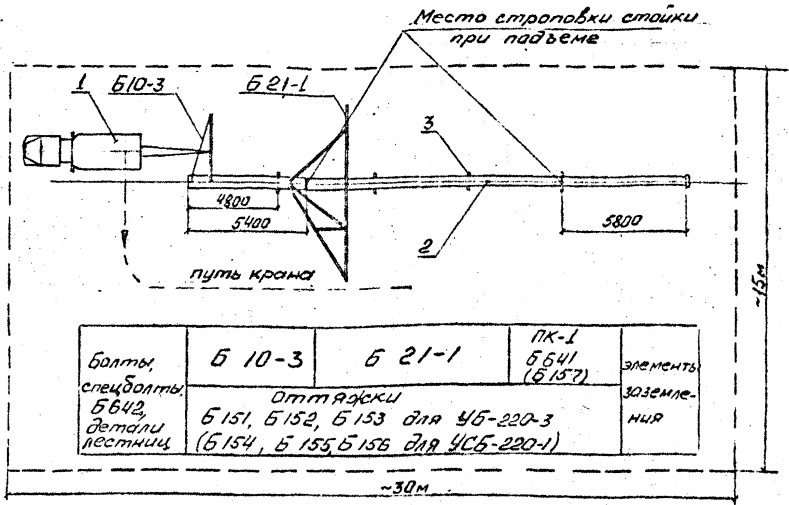 Место строповки стойки
при подъеме
1
Б10-3
Б 21-1
3
4800
5400
2
5800
путь крана
~15м
Болты,
спецболты,
Б642,
детали
лестниц
Б 10-3
Б 21-1
ПК-1
Б641
(Б157)
элементы
заземле-
ния
Оттяжки
Б151, Б152, Б153 для УБ-220-3
(Б154, Б155, Б156 для УСБ-220-1)
~30м